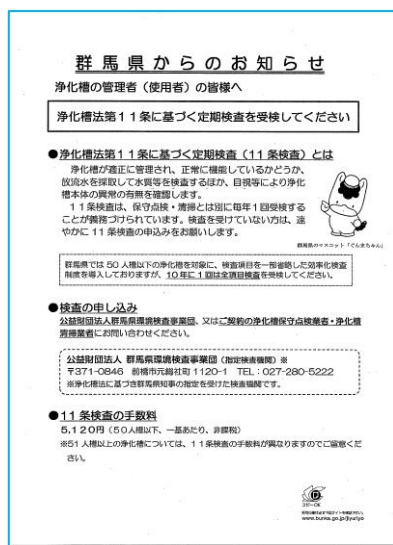 群馬県からのお知らせ
浄化槽の管理者（使用者）の皆様へ
浄化槽法第１１条に基づく定期検査を受検してください
●浄化槽法第１１条に基づく定期検査（11条検査）とは
浄化槽が適正に管理され、正常に機能しているかどうか、
放流水を採取して水質等を検査するほか、目視等により浄化
槽本体の異常の有無を確認します。
11条検査は、保守点検・清掃とは別に毎年１回受検する
ことが義務づけられています。検査を受けていない方は、速
やかに11条検査の申込みをお願いします。
群馬県のマスコット「ぐんまちゃん」
群馬県では50人槽以下の浄化槽を対象に、検査項目を一部省略した効率化検査
制度を導入しておりますが、10年に１回は全項目検査を受検してください。
●検査の申し込み
公益財団法人群馬県環境検査事業団、又はご契約の浄化槽保守点検業者・浄化槽
清掃業者にお問い合わせください。
公益財団法人 群馬県環境検査事業団（指定検査機関）※
〒371-0846 前橋市元総社町1120-1 TEL：027-280-5222
※浄化槽法に基づき群馬県知事の指定を受けた検査機関です。
●11条検査の手数料
5,120円（50人槽以下、一基あたり、非課税）
※51人槽以上の浄化槽については、11条検査の手数料が異なりますのでご留意くだ
さい。
コピーOK
www.bunka.go.jp/jiyuriyo